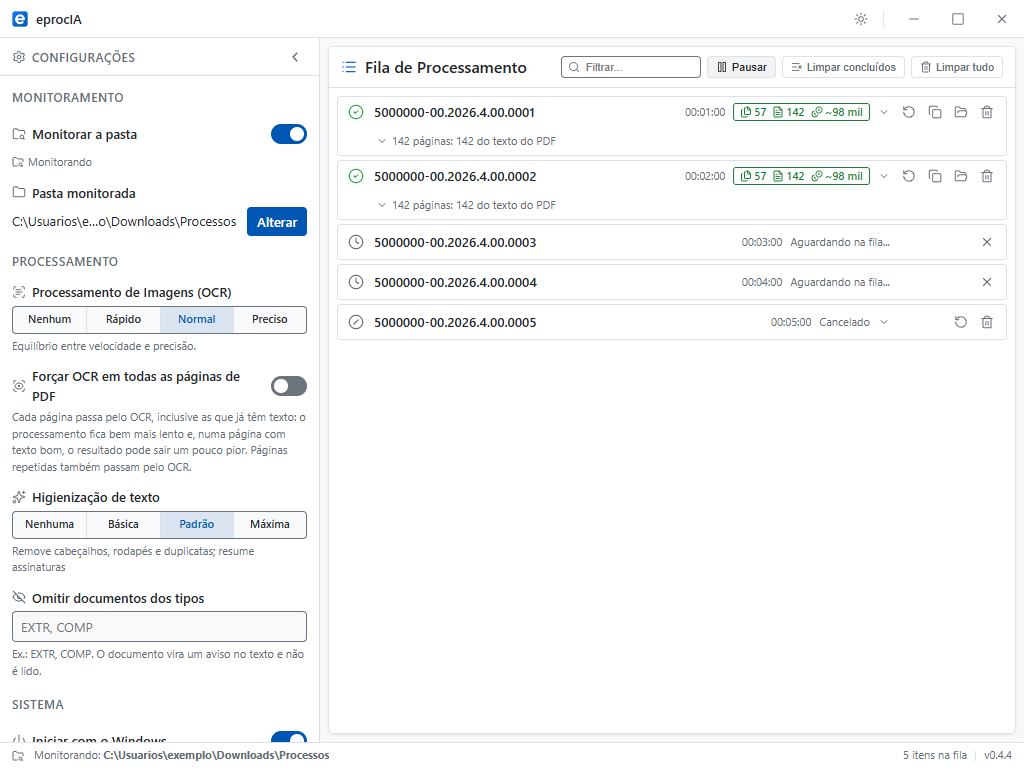 eprocIA
CONFIGURAÇÕES
MONITORAMENTO
Monitorar a pasta
Monitorando
Pasta monitorada
C:\Usuarios\e...o\Downloads\Processos
Alterar
PROCESSAMENTO
Processamento de Imagens (OCR)
Nenhum Rápido Normal Preciso
Equilíbrio entre velocidade e precisão.
Forçar OCR em todas as páginas de
PDF
Cada página passa pelo OCR, inclusive as que já têm texto: o
processamento fica bem mais lento e, numa página com
texto bom, o resultado pode sair um pouco pior. Páginas
repetidas também passam pelo OCR.
Higienização de texto
Nenhuma Básica Padrão Máxima
Remove cabeçalhos, rodapés e duplicatas; resume
assinaturas
Omitir documentos dos tipos
EXTR, COMP
Ex.: EXTR, COMP. O documento vira um aviso no texto e não
é lido.
SISTEMA
Iniciar com o Windows
Fila de Processamento
Filtrar...
Pausar
Limpar concluídos
Limpar tudo
5000000-00.2026.4.00.0001 00:01:00 57 142 ~98 mil
142 páginas: 142 do texto do PDF
5000000-00.2026.4.00.0002 00:02:00 57 142 ~98 mil
142 páginas: 142 do texto do PDF
5000000-00.2026.4.00.0003 00:03:00 Aguardando na fila...
5000000-00.2026.4.00.0004 00:04:00 Aguardando na fila...
5000000-00.2026.4.00.0005 00:05:00 Cancelado
Monitorando: C:\Usuarios\exemplo\Downloads\Processos
5 itens na fila
v0.4.4